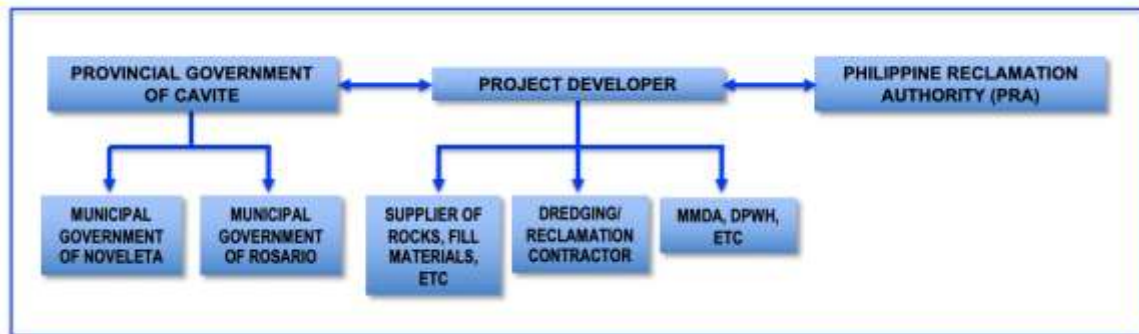 PROVINCIAL GOVERNMENT
OF CAVITE
PROJECT DEVELOPER
PHILIPPINE RECLAMATION
AUTHORITY (PRA)
MUNICIPAL
GOVERNMENT
OF NOVELETA
MUNICIPAL
GOVERNMENT
OF ROSARIO
SUPPLIER OF
ROCKS, FILL
MATERIALS,
ETC
DREDGING/
RECLAMATION
CONTRACTOR
MMDA, DPWH,
ETC